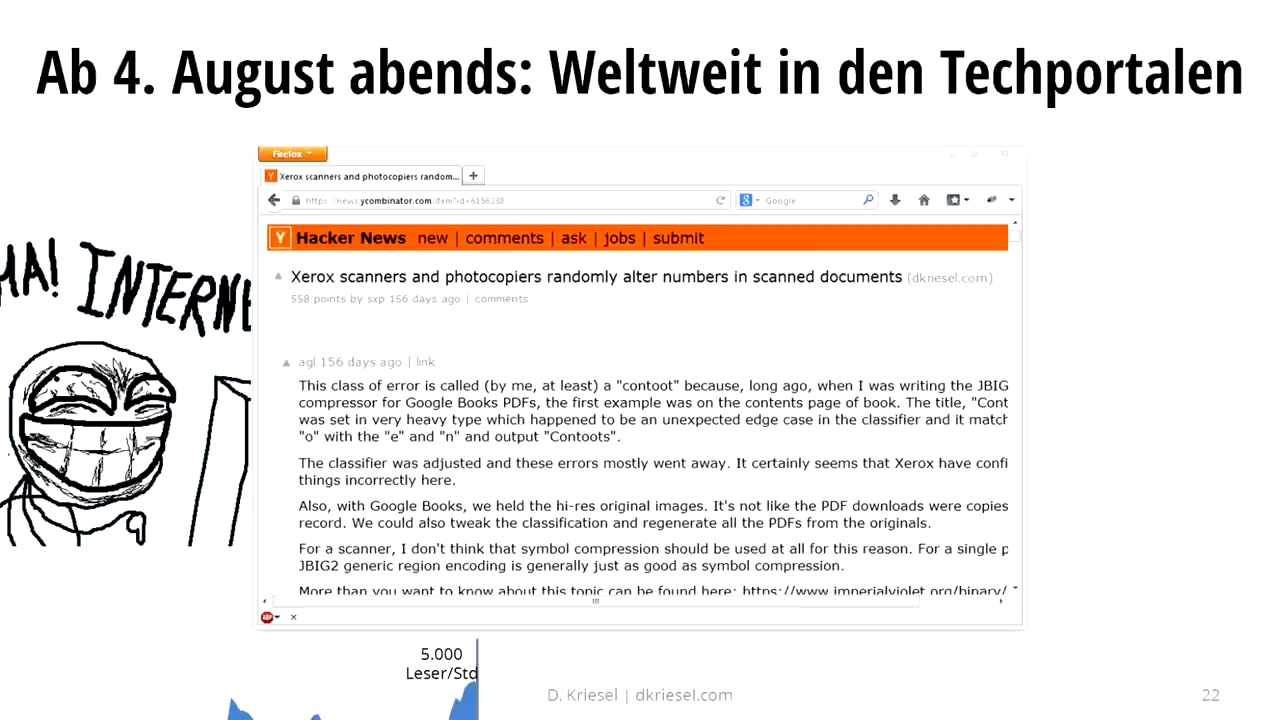 Ab 4. August abends: Weltweit in den Techportalen
Firefox
Xerox scanners and photocopiers random...
https://news.ycombinator.com/item?id=6156238
Google
Y Hacker News new | comments | ask | jobs | submit
Xerox scanners and photocopiers randomly alter numbers in scanned documents (dkriesel.com)
558 points by sxp 156 days ago | comments
agl 156 days ago | link
This class of error is called (by me, at least) a "contoot" because, long ago, when I was writing the JBIG
compressor for Google Books PDFs, the first example was on the contents page of book. The title, "Cont
was set in very heavy type which happened to be an unexpected edge case in the classifier and it match
"o" with the "e" and "n" and output "Contoots".
The classifier was adjusted and these errors mostly went away. It certainly seems that Xerox have confi
things incorrectly here.
Also, with Google Books, we held the hi-res original images. It's not like the PDF downloads were copies
record. We could also tweak the classification and regenerate all the PDFs from the originals.
For a scanner, I don't think that symbol compression should be used at all for this reason. For a single p
JBIG2 generic region encoding is generally just as good as symbol compression.
More than you want to know about this topic can be found here: https://www.imperialviolet.org/binary/
MA! INTERNE
ABP
5.000
Leser/Std
D. Kriesel | dkriesel.com
22